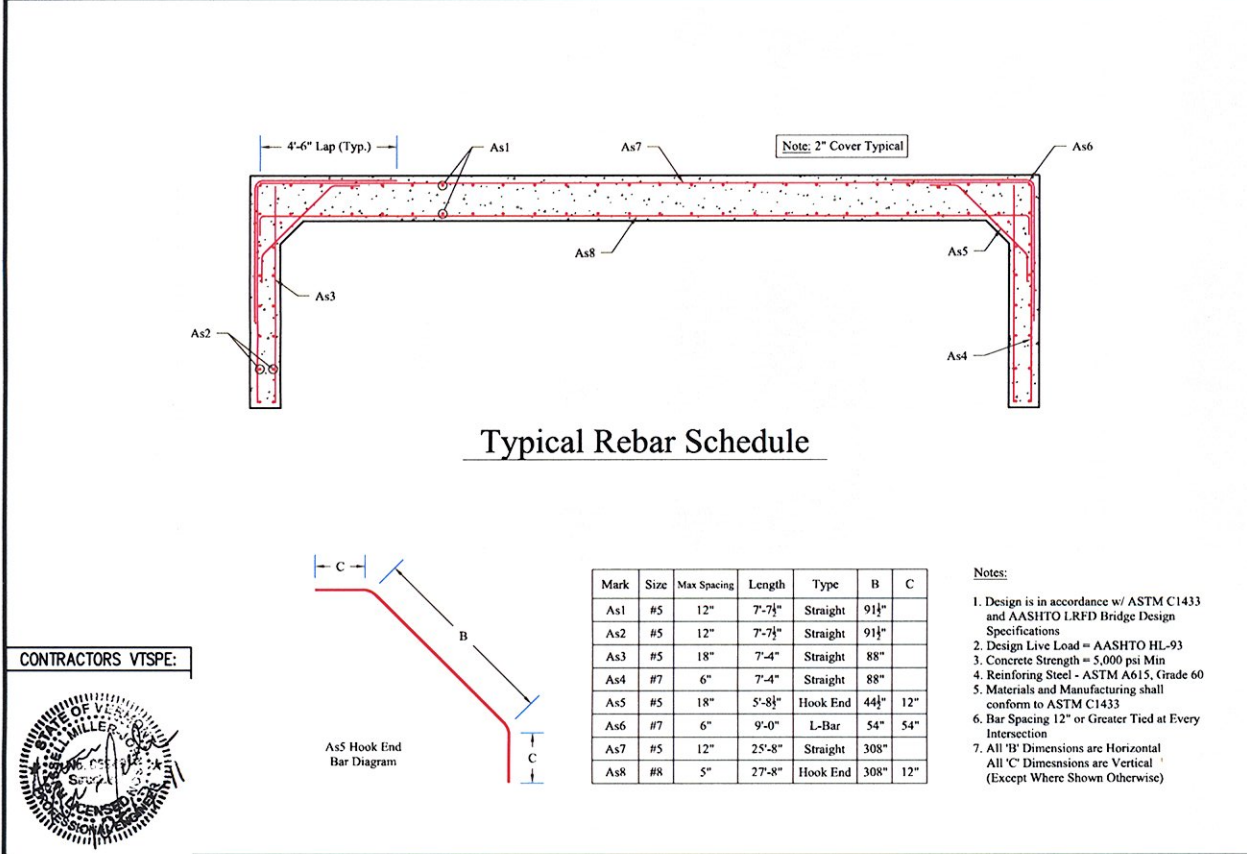 4'-6" Lap (Typ.)
As1
As7
Note: 2" Cover Typical
As6
As8
As5
As3
As2
As4
Typical Rebar Schedule
C
B
C
As5 Hook End
Bar Diagram
Mark Size Max Spacing Length Type B C
As1 #5 12" 7'-7½" Straight 91½"
As2 #5 12" 7'-7½" Straight 91½"
As3 #5 18" 7'-4" Straight 88"
As4 #7 6" 7'-4" Straight 88"
As5 #5 18" 5'-8½" Hook End 44½" 12"
As6 #7 6" 9'-0" L-Bar 54" 54"
As7 #5 12" 25'-8" Straight 308"
As8 #8 5" 27'-8" Hook End 308" 12"
Notes:
1. Design is in accordance w/ ASTM C1433
and AASHTO LRFD Bridge Design
Specifications
2. Design Live Load = AASHTO HL-93
3. Concrete Strength = 5,000 psi Min
4. Reinforing Steel - ASTM A615, Grade 60
5. Materials and Manufacturing shall
conform to ASTM C1433
6. Bar Spacing 12" or Greater Tied at Every
Intersection
7. All 'B' Dimensions are Horizontal
All 'C' Dimesnsions are Vertical
(Except Where Shown Otherwise)
CONTRACTORS VTSPE:
STATE OF VERMONT
MILLER
LICENSED
PROFESSIONAL ENGINEER